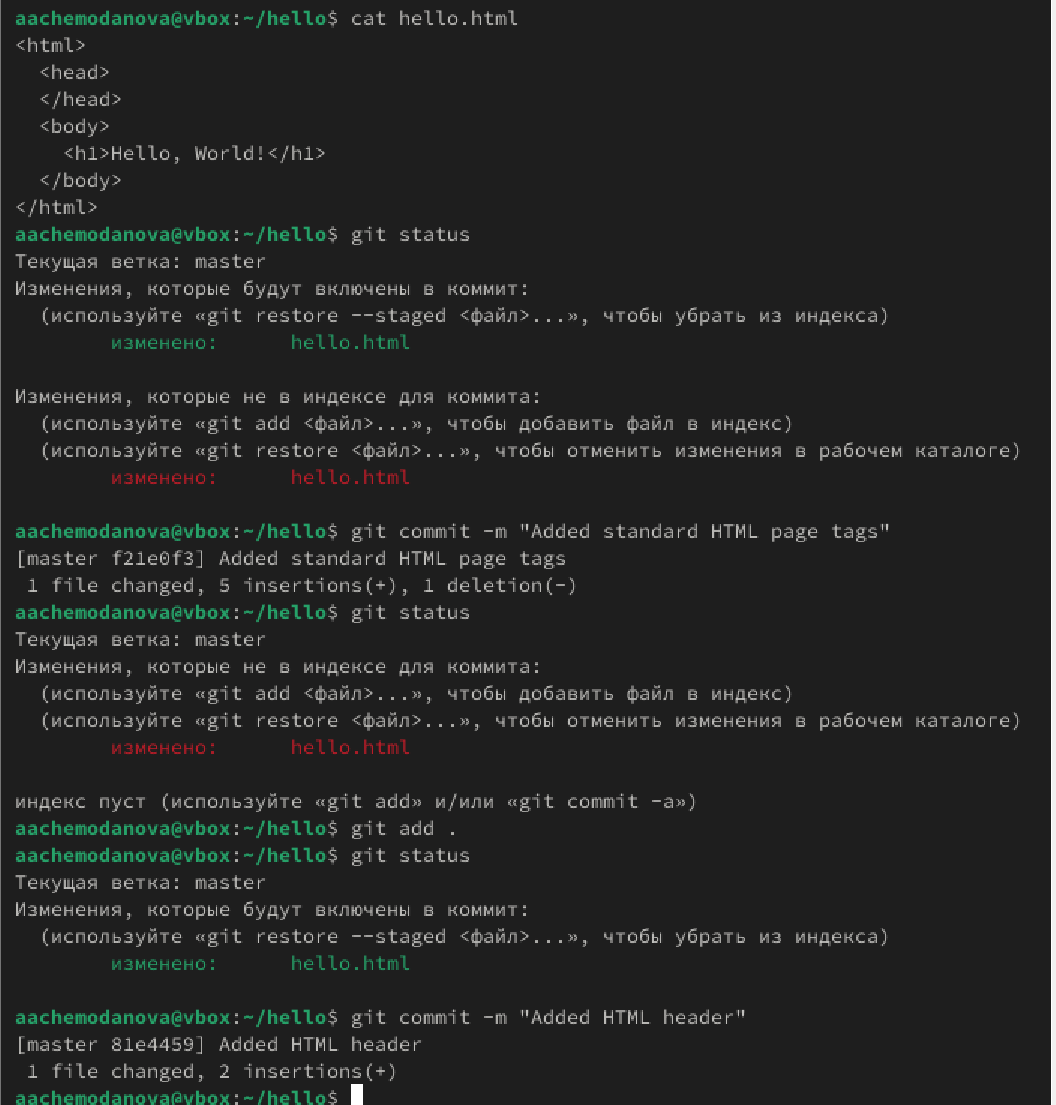 aachemodanova@vbox:~/hello$ cat hello.html
<html>
  <head>
  </head>
  <body>
    <h1>Hello, World!</h1>
  </body>
</html>
aachemodanova@vbox:~/hello$ git status
Текущая ветка: master
Изменения, которые будут включены в коммит:
  (используйте «git restore --staged <файл>...», чтобы убрать из индекса)
        изменено:      hello.html

Изменения, которые не в индексе для коммита:
  (используйте «git add <файл>...», чтобы добавить файл в индекс)
  (используйте «git restore <файл>...», чтобы отменить изменения в рабочем каталоге)
        изменено:      hello.html

aachemodanova@vbox:~/hello$ git commit -m "Added standard HTML page tags"
[master f21e0f3] Added standard HTML page tags
 1 file changed, 5 insertions(+), 1 deletion(-)
aachemodanova@vbox:~/hello$ git status
Текущая ветка: master
Изменения, которые не в индексе для коммита:
  (используйте «git add <файл>...», чтобы добавить файл в индекс)
  (используйте «git restore <файл>...», чтобы отменить изменения в рабочем каталоге)
        изменено:      hello.html

индекс пуст (используйте «git add» и/или «git commit -a»)
aachemodanova@vbox:~/hello$ git add .
aachemodanova@vbox:~/hello$ git status
Текущая ветка: master
Изменения, которые будут включены в коммит:
  (используйте «git restore --staged <файл>...», чтобы убрать из индекса)
        изменено:      hello.html

aachemodanova@vbox:~/hello$ git commit -m "Added HTML header"
[master 81e4459] Added HTML header
 1 file changed, 2 insertions(+)
aachemodanova@vbox:~/hello$